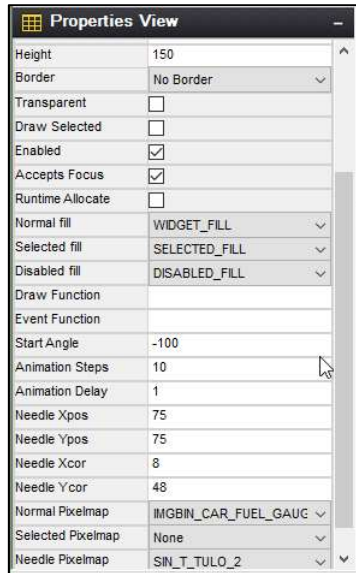 Properties View
Height 150
Border No Border
Transparent
Draw Selected
Enabled
Accepts Focus
Runtime Allocate
Normal fill WIDGET_FILL
Selected fill SELECTED_FILL
Disabled fill DISABLED_FILL
Draw Function
Event Function
Start Angle -100
Animation Steps 10
Animation Delay 1
Needle Xpos 75
Needle Ypos 75
Needle Xcor 8
Needle Ycor 48
Normal Pixelmap IMGBIN_CAR_FUEL_GAUG
Selected Pixelmap None
Needle Pixelmap SIN_T_TULO_2